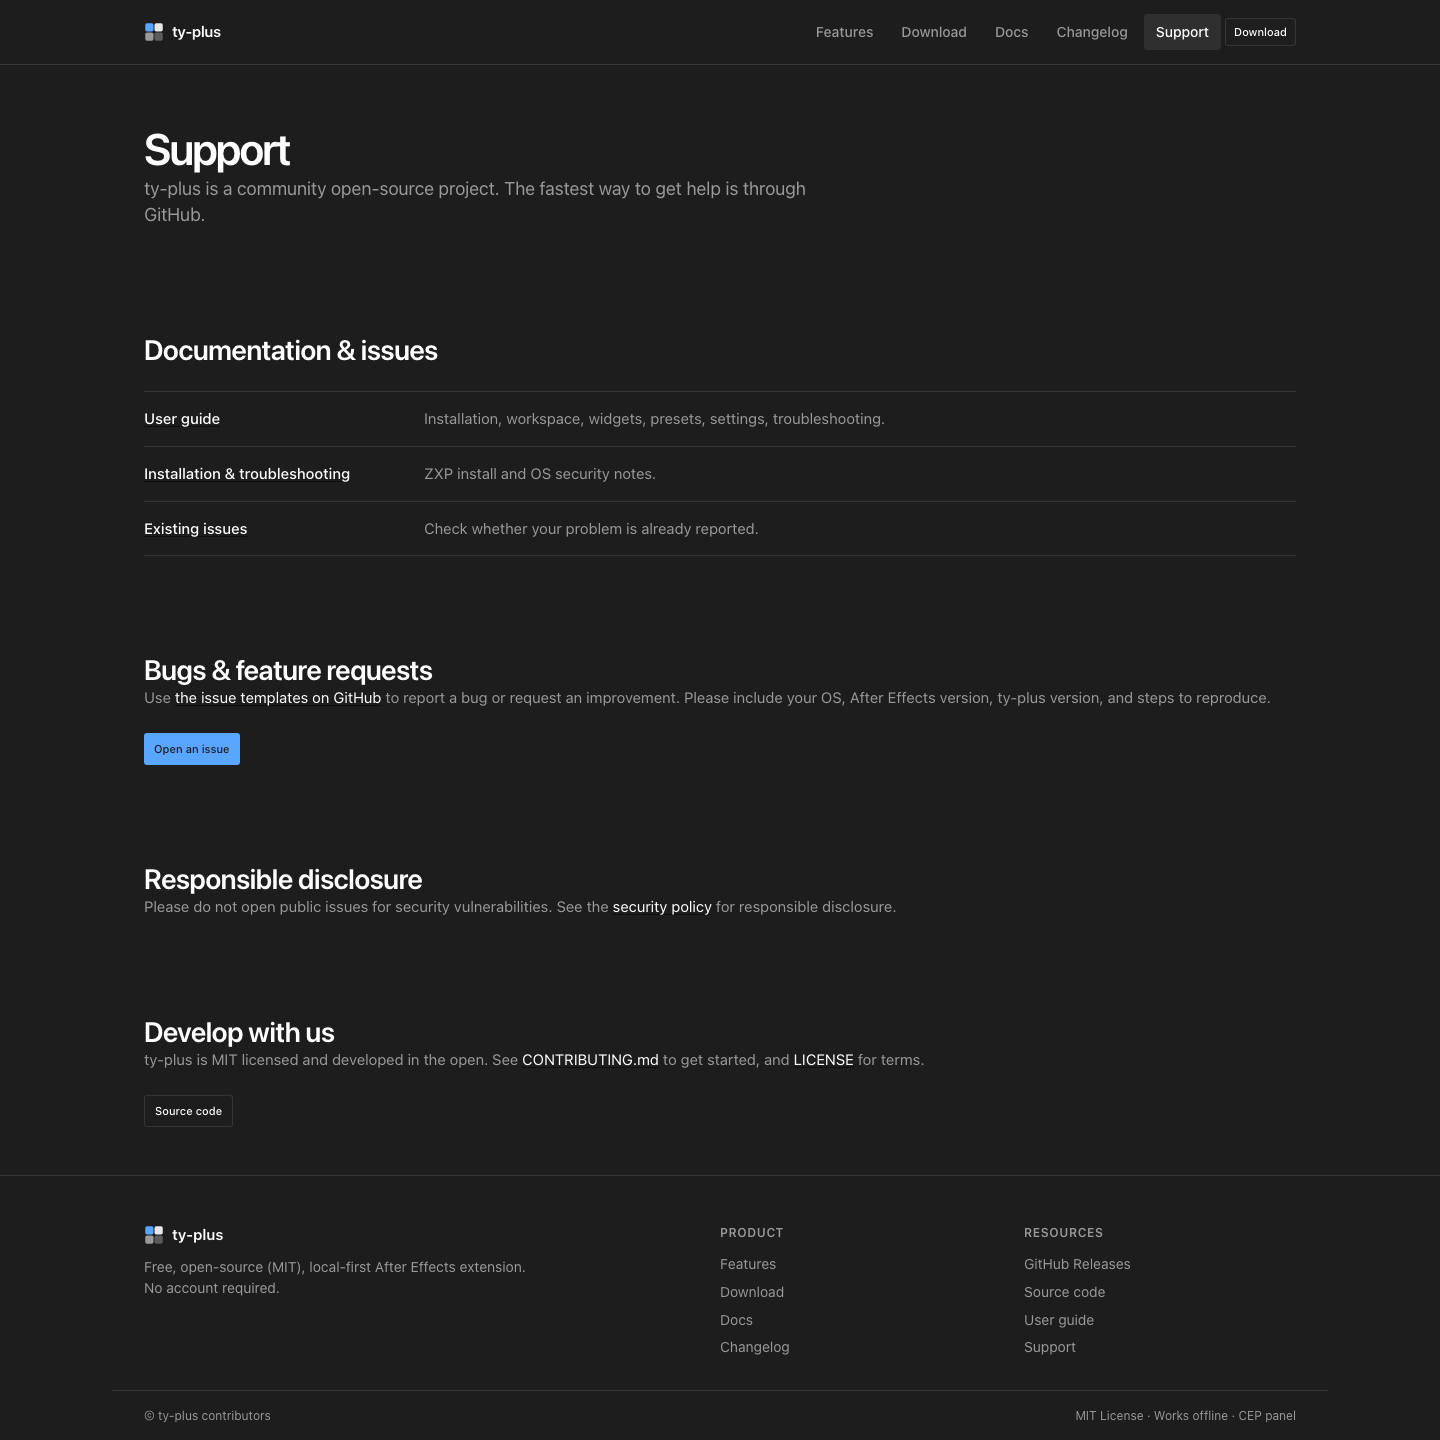 ty-plus
Features
Download
Docs
Changelog
Support
Download
Support
ty-plus is a community open-source project. The fastest way to get help is through
GitHub.
Documentation & issues
User guide
Installation, workspace, widgets, presets, settings, troubleshooting.
Installation & troubleshooting
ZXP install and OS security notes.
Existing issues
Check whether your problem is already reported.
Bugs & feature requests
Use the issue templates on GitHub to report a bug or request an improvement. Please include your OS, After Effects version, ty-plus version, and steps to reproduce.
Open an issue
Responsible disclosure
Please do not open public issues for security vulnerabilities. See the security policy for responsible disclosure.
Develop with us
ty-plus is MIT licensed and developed in the open. See CONTRIBUTING.md to get started, and LICENSE for terms.
Source code
ty-plus
Free, open-source (MIT), local-first After Effects extension.
No account required.
PRODUCT
Features
Download
Docs
Changelog
RESOURCES
GitHub Releases
Source code
User guide
Support
© ty-plus contributors
MIT License · Works offline · CEP panel